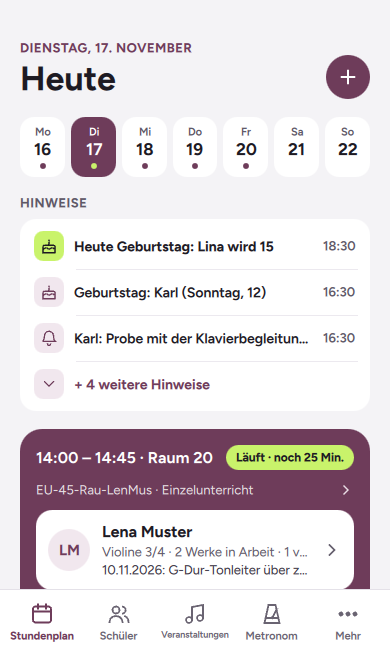 DIENSTAG, 17. NOVEMBER
Heute
Mo Di Mi Do Fr Sa So
16 17 18 19 20 21 22
HINWEISE
Heute Geburtstag: Lina wird 15 18:30
Geburtstag: Karl (Sonntag, 12) 16:30
Karl: Probe mit der Klavierbegleitun... 16:30
+ 4 weitere Hinweise
14:00 – 14:45 · Raum 20 Läuft · noch 25 Min.
EU-45-Rau-LenMus · Einzelunterricht
LM Lena Muster
Violine 3/4 · 2 Werke in Arbeit · 1 v...
10.11.2026: G-Dur-Tonleiter über z...
Stundenplan Schüler Veranstaltungen Metronom Mehr